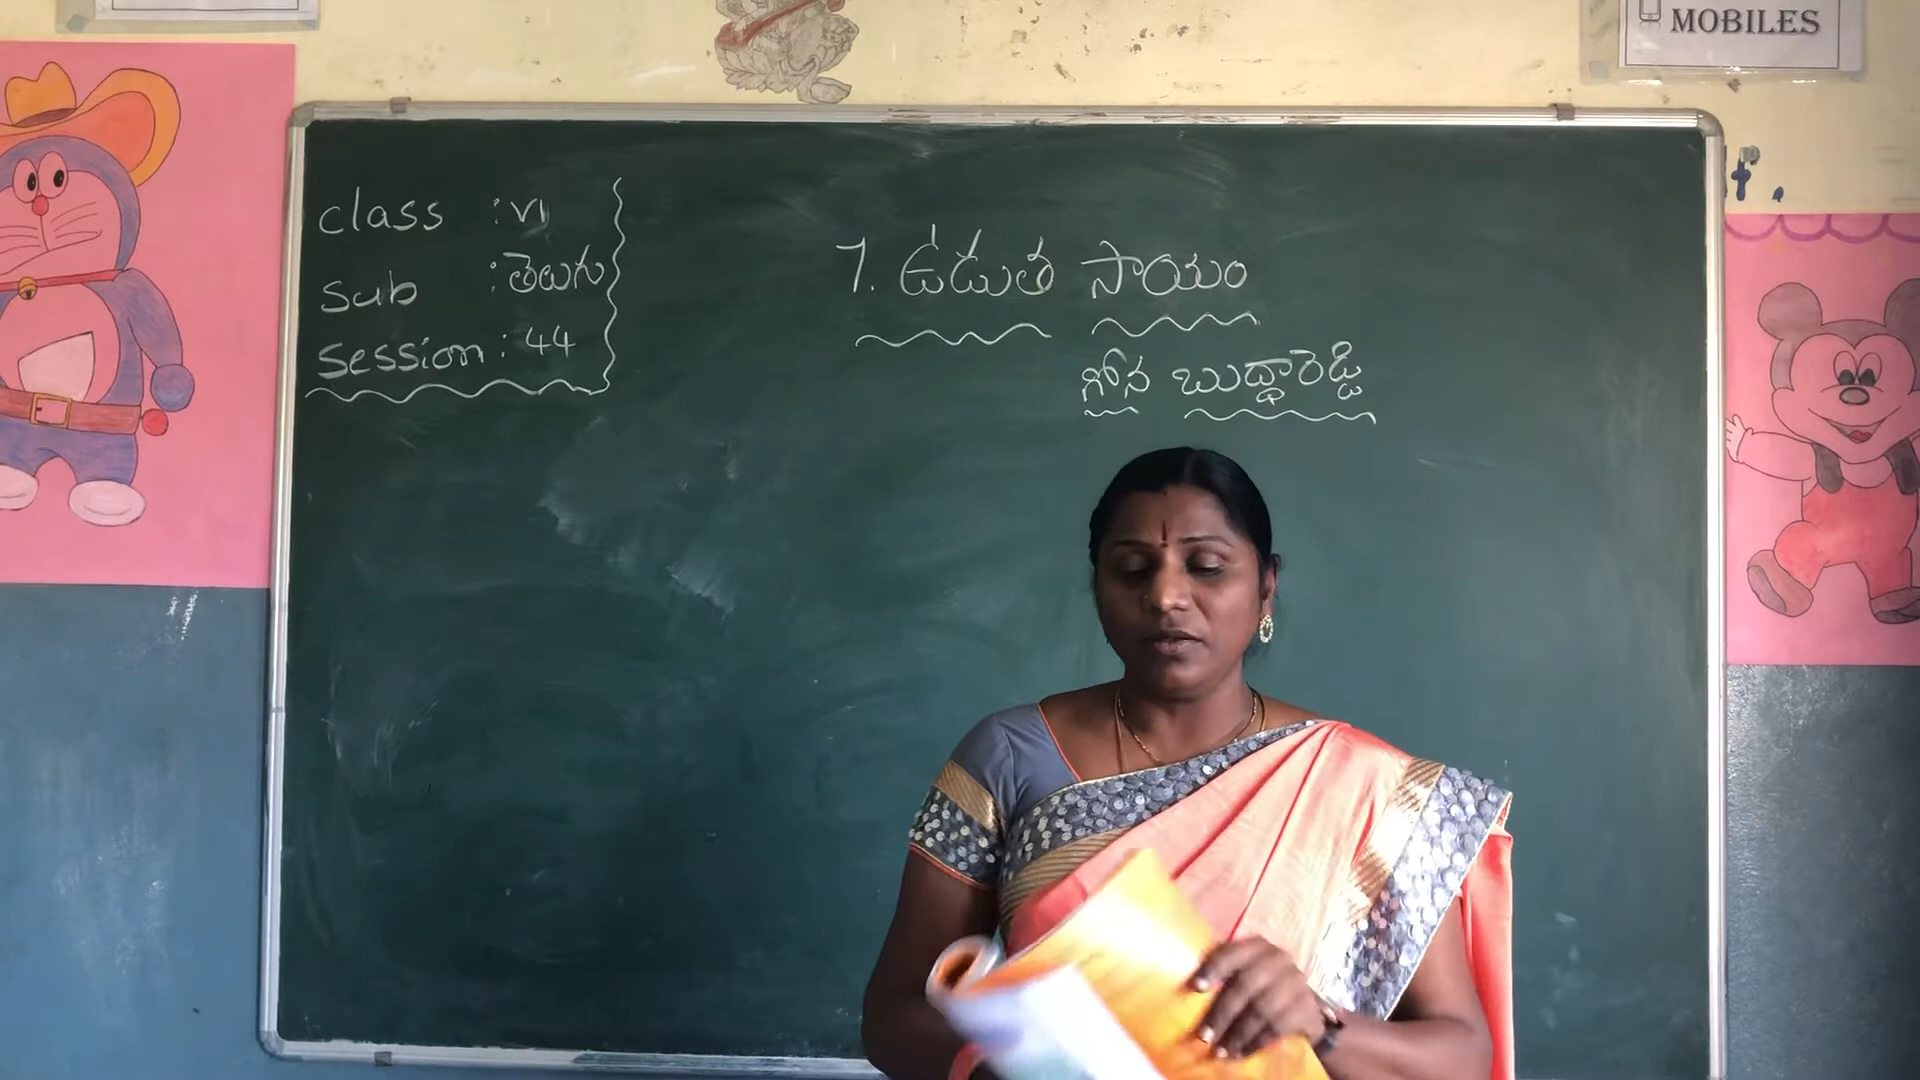 MOBILES
class : VI
sub : తెలుగు
session : 44
7. ఉడుత సాయం
గోన బుద్ధారెడ్డి
f.